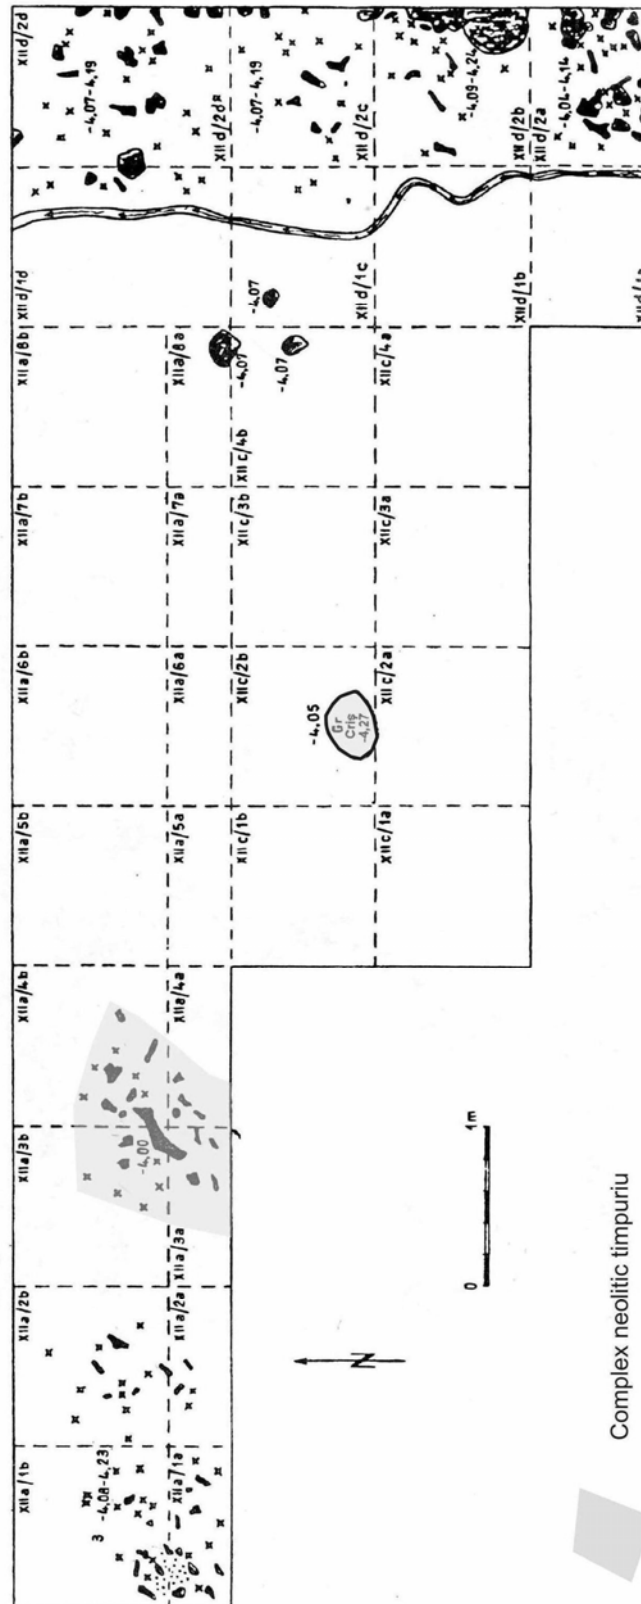 XIIa/1b
XIIa/2b
XIIa/3b
XIIa/4b
XIIa/5b
XIIa/6b
XIIa/7b
XIIa/8b
XIId/1d
XIId/2d
3 -4,08-4,23
-4,00
-4,07-4,19
XIIa/1a
XIIa/2a
XIIa/3a
XIIa/4a
XIIa/5a
XIIa/6a
XIIa/7a
XIIa/8a
XIId/2d
XIIc/1b
XIIc/2b
XIIc/3b
XIIc/4b
-4,07
-4,07
-4,07
-4,07-4,19
-4,05
Gr
Criş
-4,27
XIIc/1a
XIIc/2a
XIIc/3a
XIIc/4a
XIId/1c
XIId/2c
-4,09-4,24
XIId/1b
XIId/2b
XIId/2a
-4,04-4,14
N
0 1m
Complex neolitic timpuriu